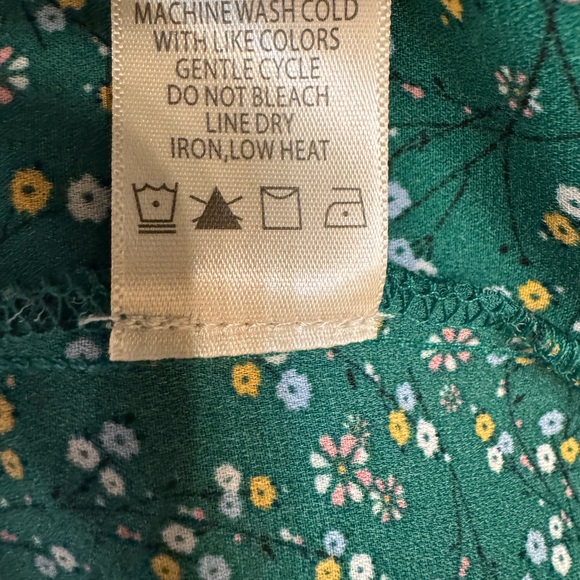 MACHINE WASH COLD
WITH LIKE COLORS
GENTLE CYCLE
DO NOT BLEACH
LINE DRY
IRON,LOW HEAT